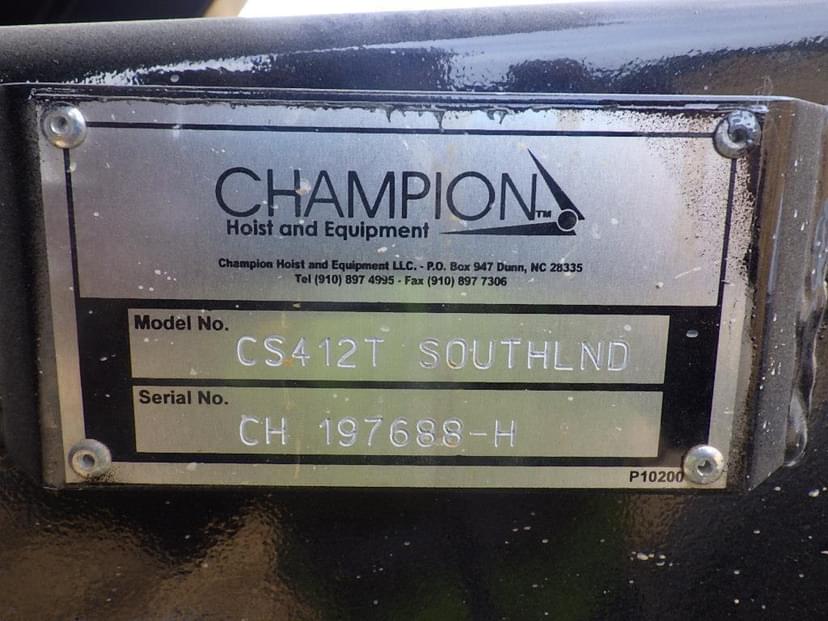 CHAMPION™
Hoist and Equipment
Champion Hoist and Equipment LLC. - P.O. Box 947 Dunn, NC 28335
Tel (910) 897 4995 - Fax (910) 897 7306
Model No.
CS412T SOUTHLND
Serial No.
CH 197688-H
P10200